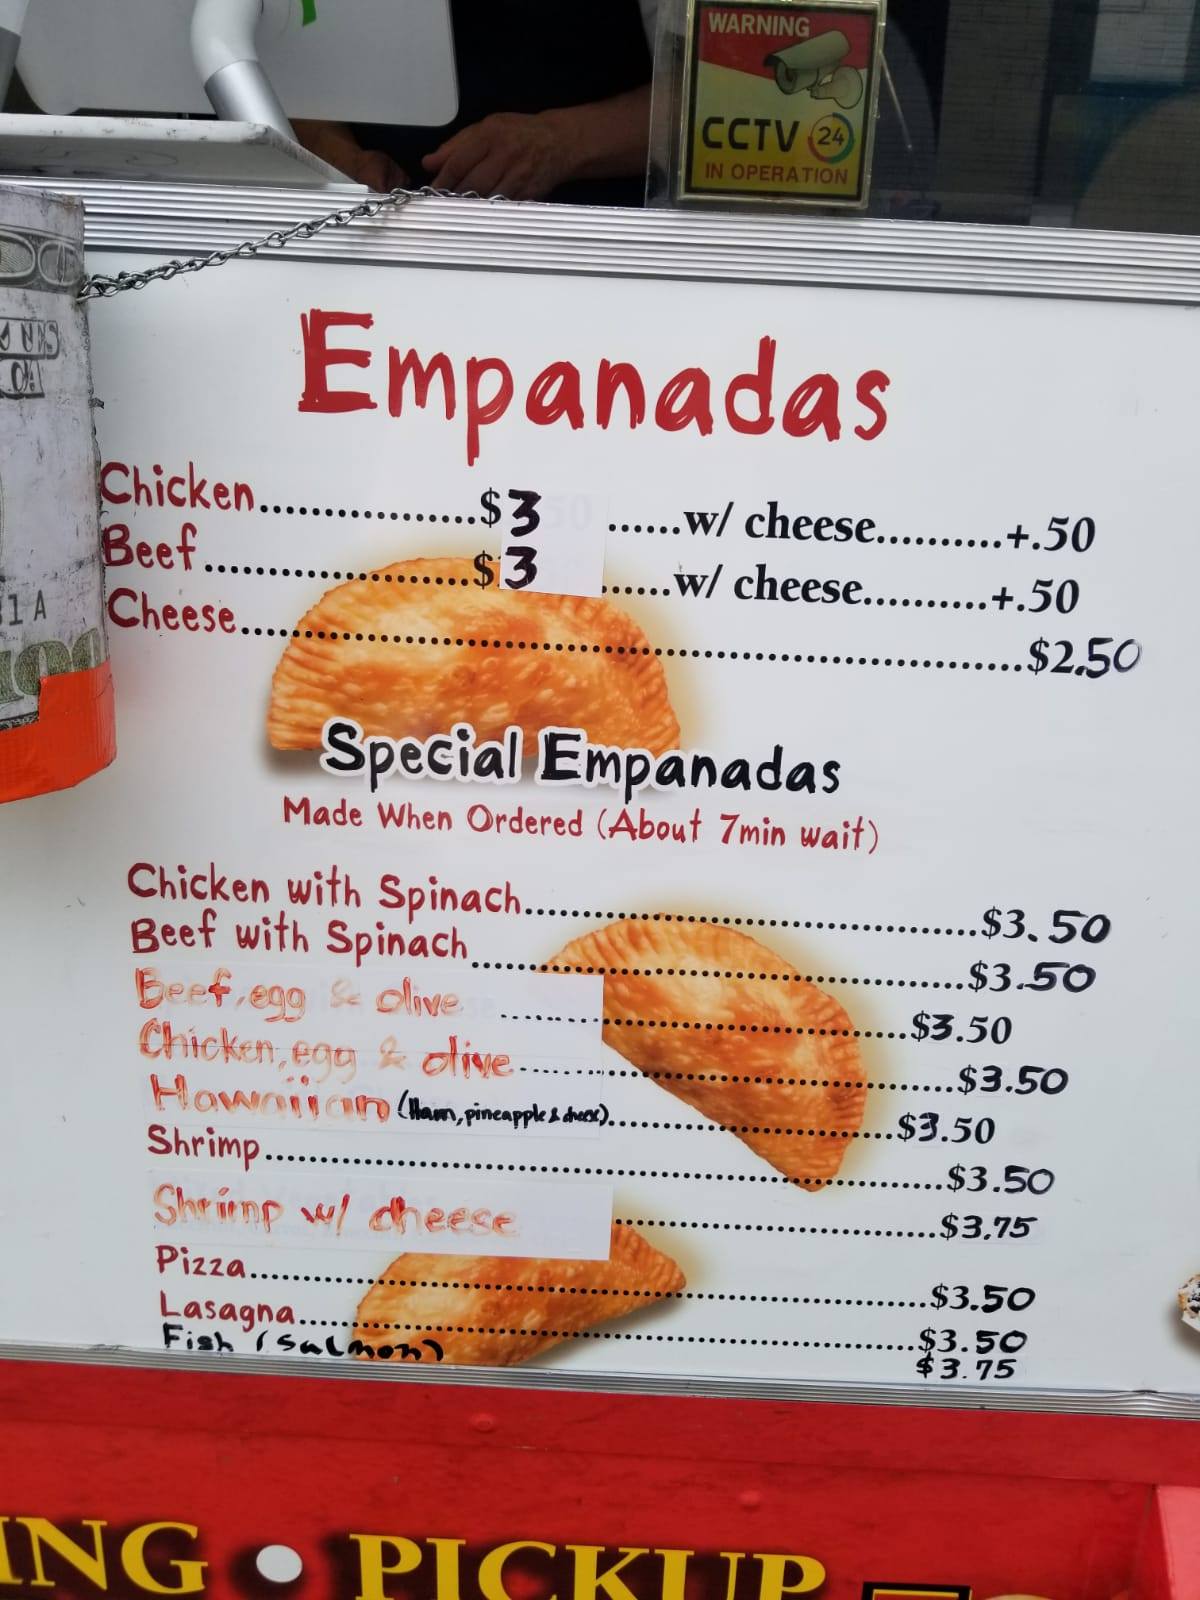 WARNING
CCTV 24
IN OPERATION
Empanadas
Chicken................$3 ......w/ cheese..........+.50
Beef......................$3 ......w/ cheese..........+.50
Cheese..................................................$2.50
Special Empanadas
Made When Ordered (About 7min wait)
Chicken with Spinach..................................$3.50
Beef with Spinach......................................$3.50
Beef, egg & olive ..................................$3.50
Chicken, egg & olive..................................$3.50
Hawaiian (Ham, pineapple & cheese)......................$3.50
Shrimp..................................................$3.50
Shrimp w/ cheese ..........................$3.75
Pizza..................................................$3.50
Lasagna..................................................$3.50
Fish (Salmon) $3.75
1 A
100
ING • PICKUP